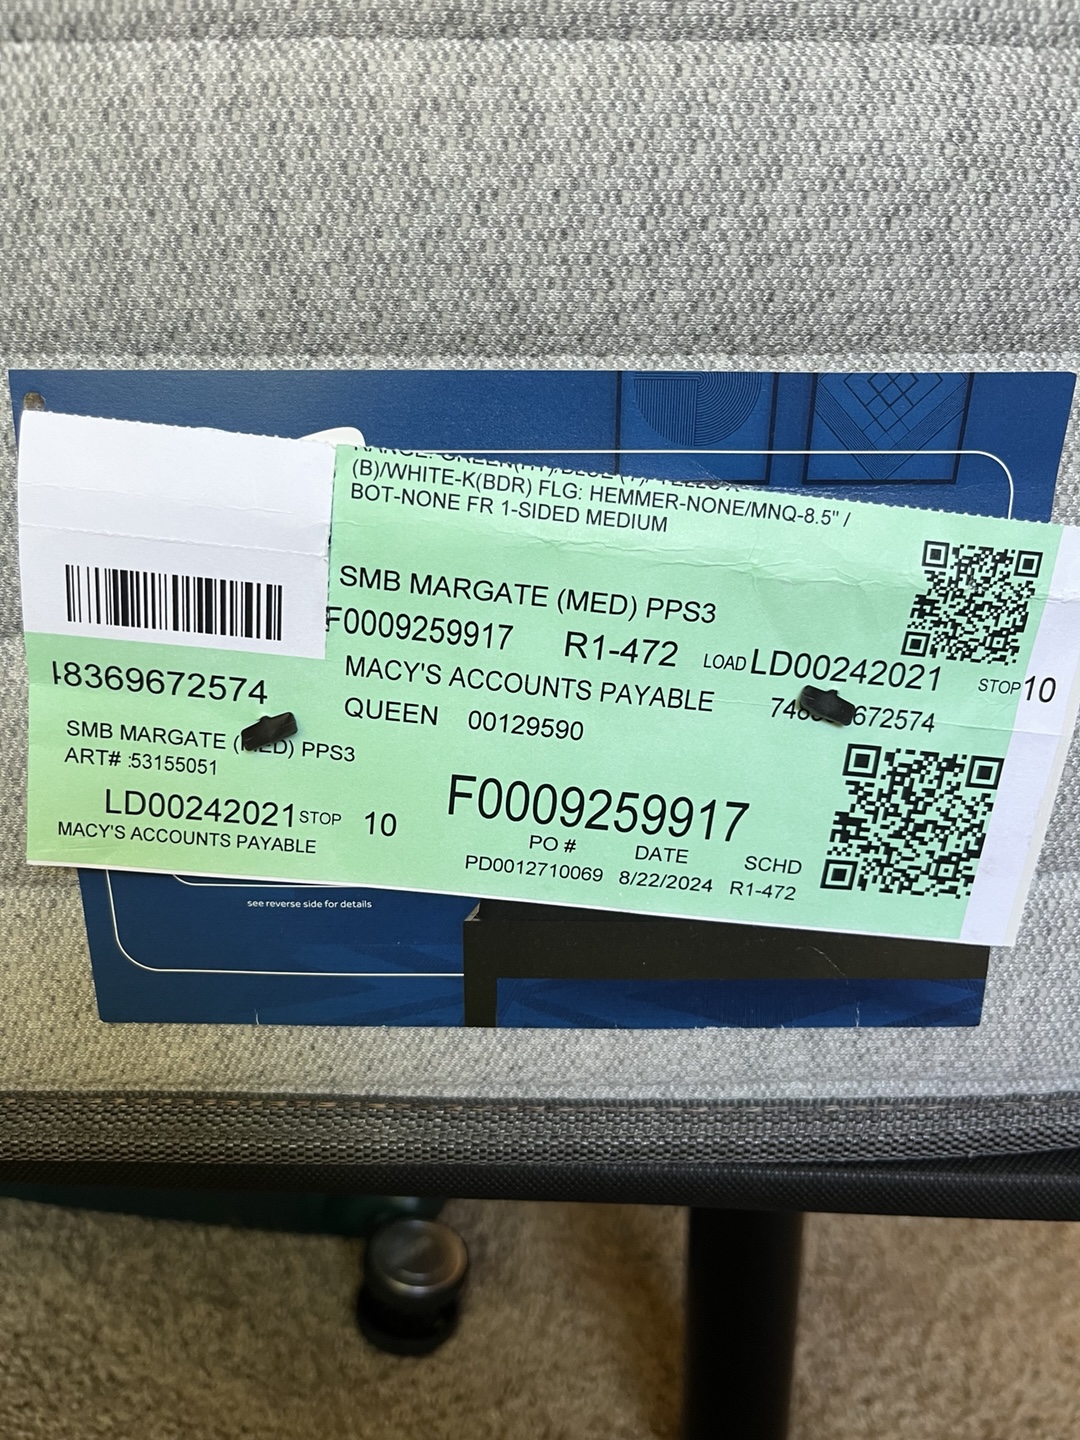 (B)/WHITE-K(BDR) FLG: HEMMER-NONE/MNQ-8.5" /
BOT-NONE FR 1-SIDED MEDIUM
SMB MARGATE (MED) PPS3
F0009259917 R1-472 LOAD LD00242021 STOP 10
MACY'S ACCOUNTS PAYABLE
QUEEN 00129590
F0009259917
PO # DATE SCHD
PD0012710069 8/22/2024 R1-472
48369672574
SMB MARGATE (MED) PPS3
ART# :53155051
LD00242021 STOP 10
MACY'S ACCOUNTS PAYABLE
see reverse side for details